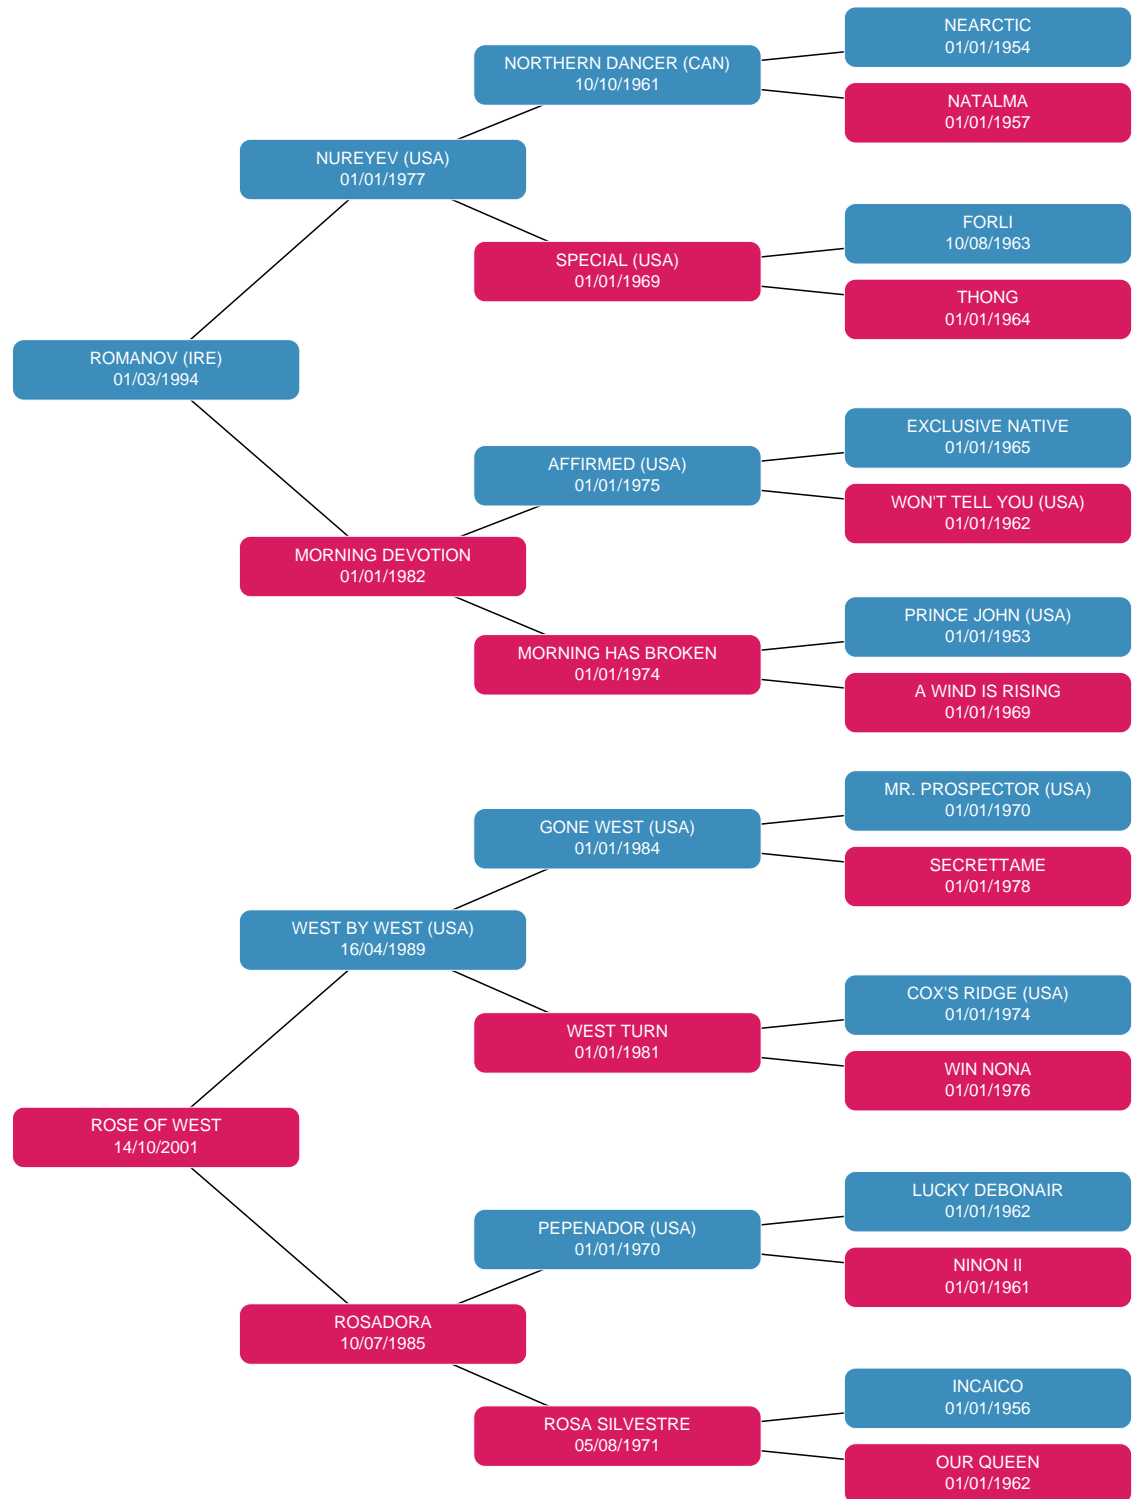 NEARCTIC
01/01/1954
NORTHERN DANCER (CAN)
10/10/1961
NATALMA
01/01/1957
NUREYEV (USA)
01/01/1977
FORLI
10/08/1963
SPECIAL (USA)
01/01/1969
THONG
01/01/1964
ROMANOV (IRE)
01/03/1994
EXCLUSIVE NATIVE
01/01/1965
AFFIRMED (USA)
01/01/1975
WON'T TELL YOU (USA)
01/01/1962
MORNING DEVOTION
01/01/1982
PRINCE JOHN (USA)
01/01/1953
MORNING HAS BROKEN
01/01/1974
A WIND IS RISING
01/01/1969
MR. PROSPECTOR (USA)
01/01/1970
GONE WEST (USA)
01/01/1984
SECRETTAME
01/01/1978
WEST BY WEST (USA)
16/04/1989
COX'S RIDGE (USA)
01/01/1974
WEST TURN
01/01/1981
WIN NONA
01/01/1976
ROSE OF WEST
14/10/2001
LUCKY DEBONAIR
01/01/1962
PEPENADOR (USA)
01/01/1970
NINON II
01/01/1961
ROSADORA
10/07/1985
INCAICO
01/01/1956
ROSA SILVESTRE
05/08/1971
OUR QUEEN
01/01/1962